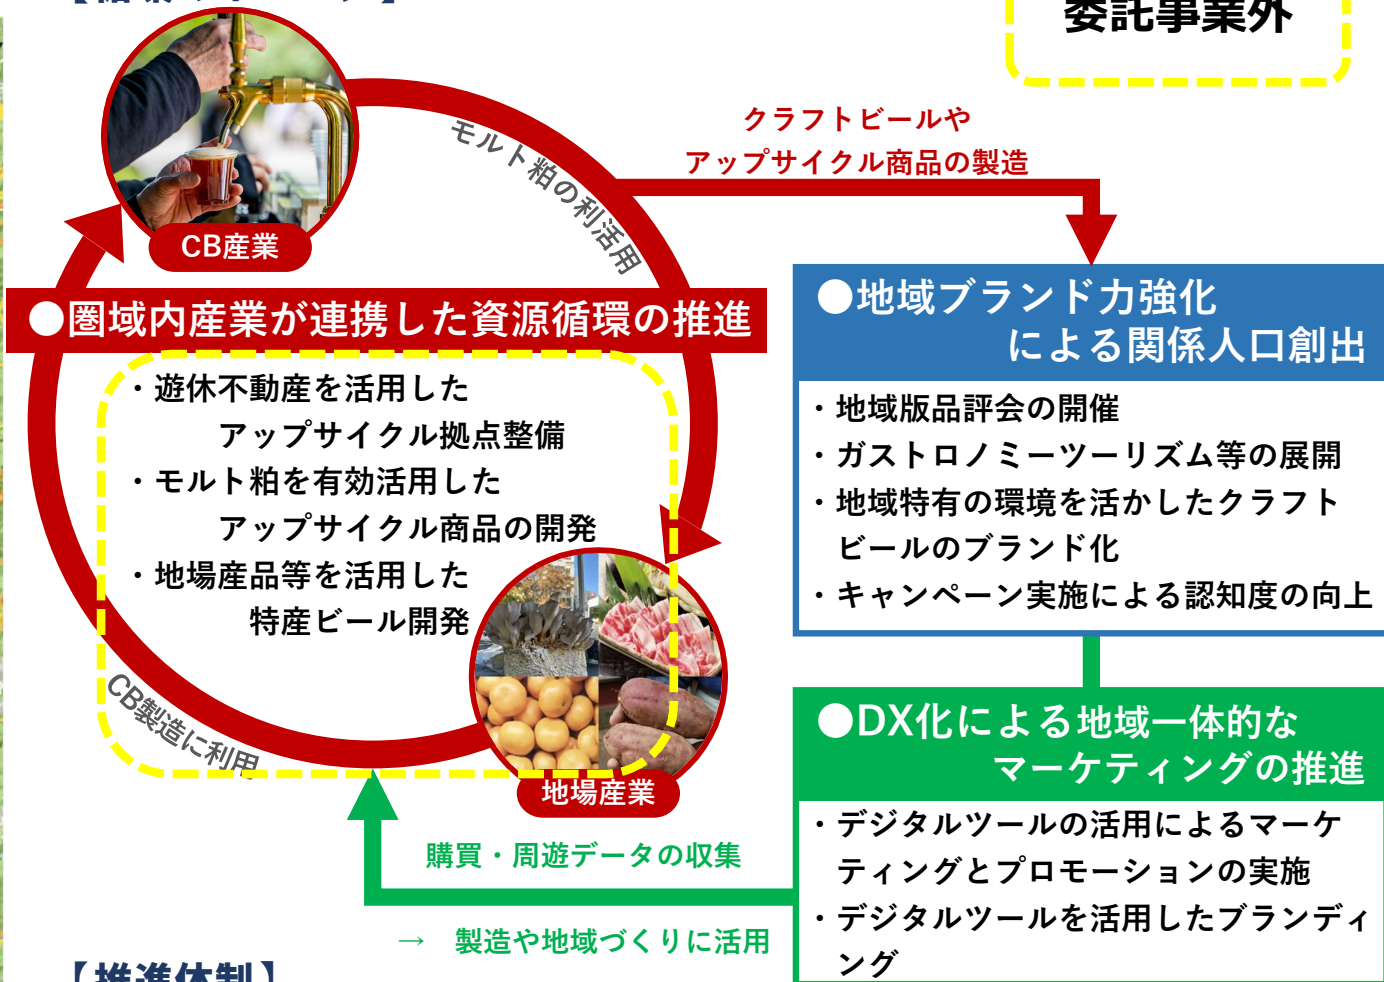 委託事業外
クラフトビールや
アップサイクル商品の製造
モルト粕の利活用
CB産業
●圏域内産業が連携した資源循環の推進
・遊休不動産を活用した
アップサイクル拠点整備
・モルト粕を有効活用した
アップサイクル商品の開発
・地場産品等を活用した
特産ビール開発
CB製造に利用
地場産業
●地域ブランド力強化
による関係人口創出
・地域版品評会の開催
・ガストロノミーツーリズム等の展開
・地域特有の環境を活かしたクラフト
ビールのブランド化
・キャンペーン実施による認知度の向上
●DX化による地域一体的な
マーケティングの推進
・デジタルツールの活用によるマーケ
ティングとプロモーションの実施
・デジタルツールを活用したブランディ
ング
購買・周遊データの収集
→ 製造や地域づくりに活用
【推進体制】